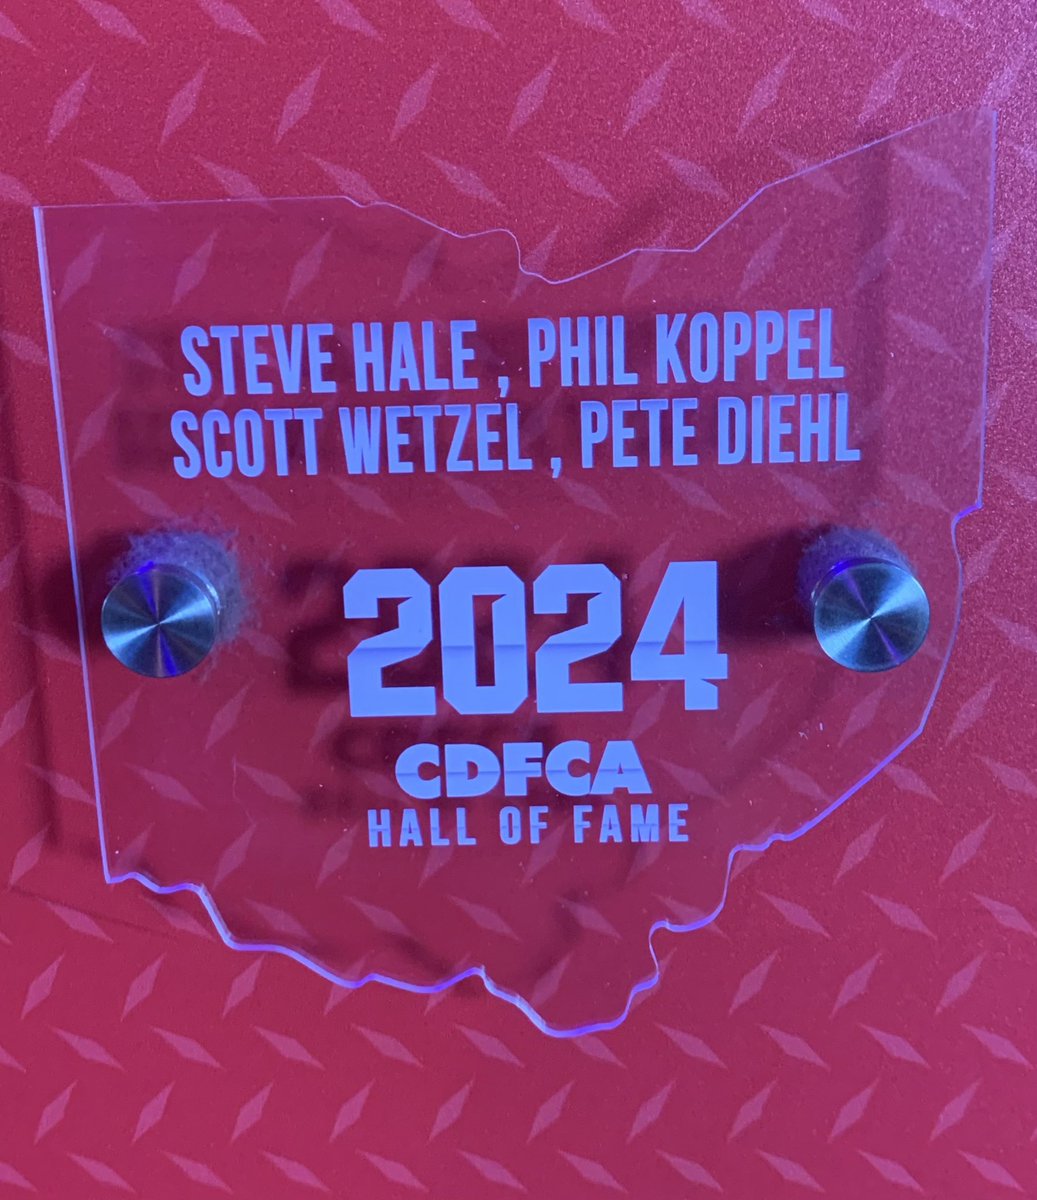 STEVE HALE , PHIL KOPPEL
SCOTT WETZEL , PETE DIEHL
2024
CDFCA
HALL OF FAME